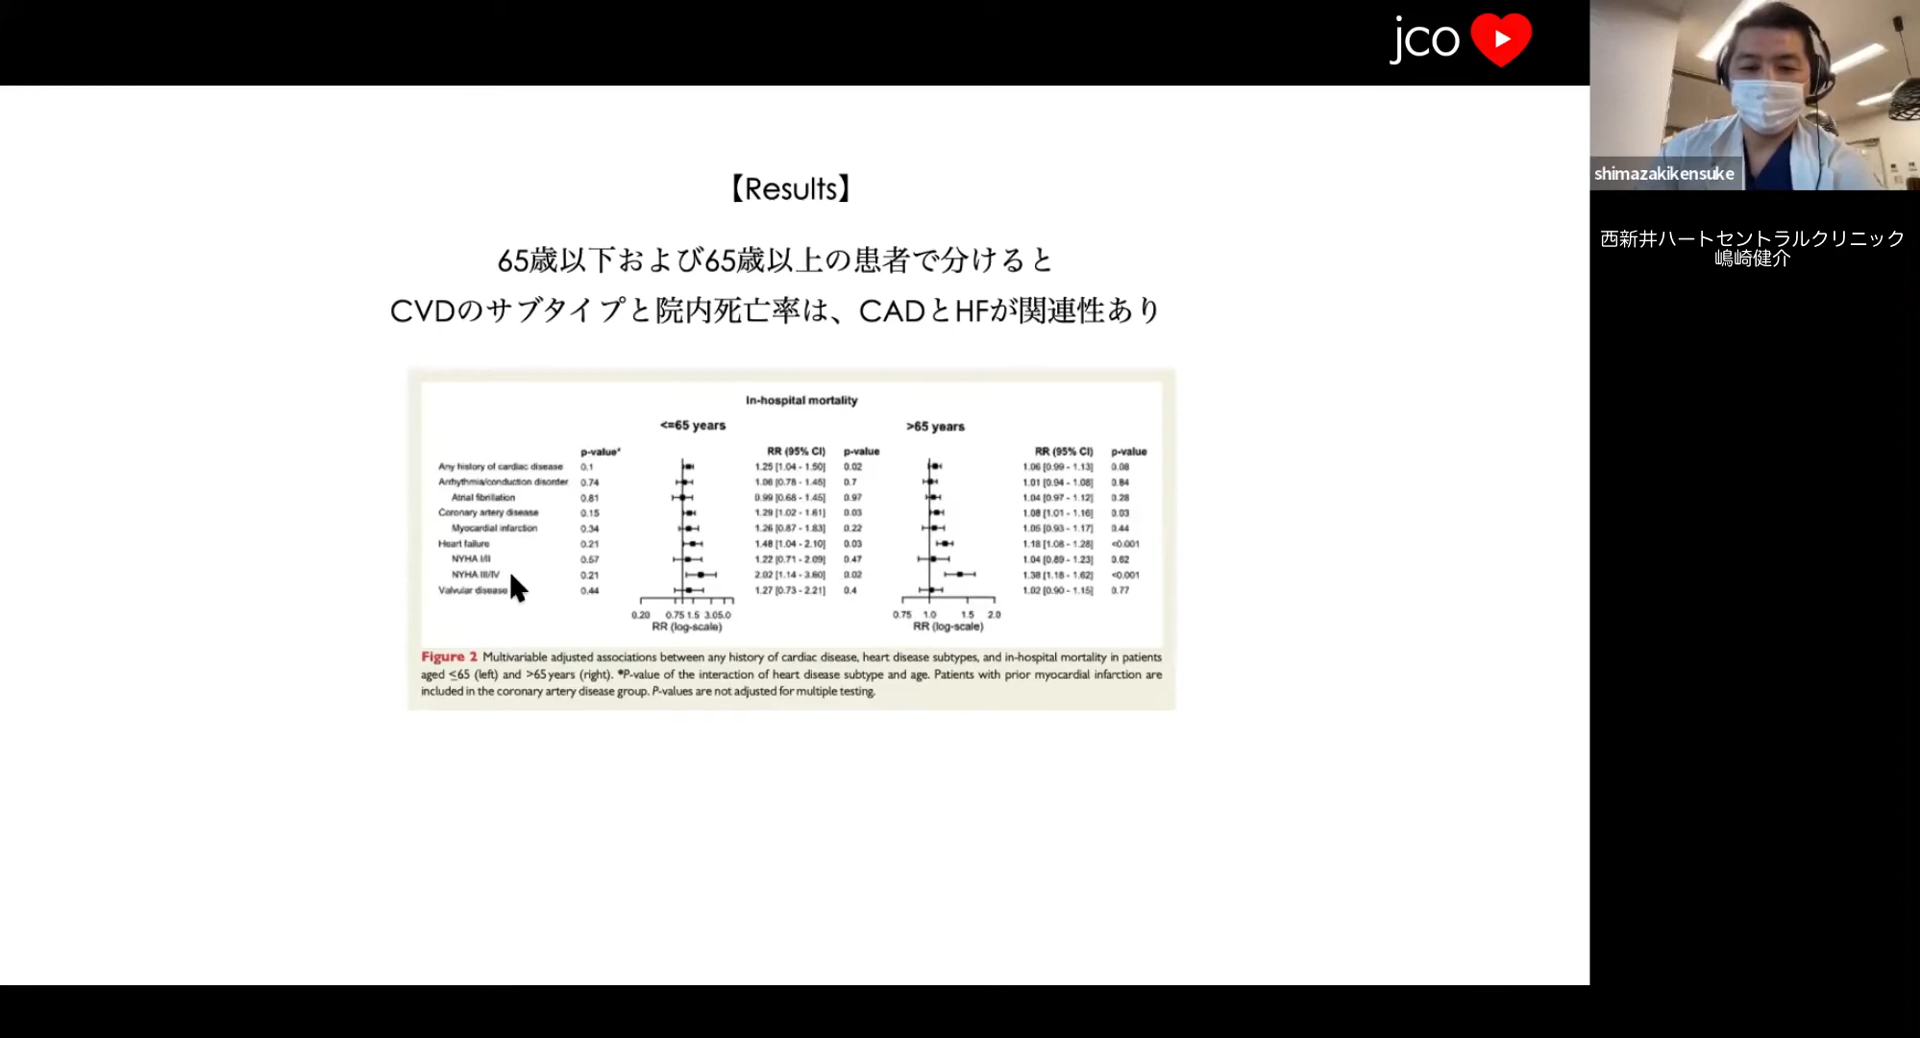 jco
shimazakikensuke
西新井ハートセントラルクリニック
嶋崎健介
【Results】
65歳以下および65歳以上の患者で分けると
CVDのサブタイプと院内死亡率は、CADとHFが関連性あり
In-hospital mortality
<=65 years >65 years
p-value* RR (95% CI) p-value RR (95% CI) p-value
Any history of cardiac disease 0.1 1.25 [1.04 - 1.50] 0.02 1.06 [0.99 - 1.13] 0.08
Arrhythmia/conduction disorder 0.74 1.06 [0.78 - 1.45] 0.7 1.01 [0.94 - 1.08] 0.84
Atrial fibrillation 0.81 0.99 [0.68 - 1.45] 0.97 1.04 [0.97 - 1.12] 0.28
Coronary artery disease 0.15 1.29 [1.02 - 1.61] 0.03 1.08 [1.01 - 1.16] 0.03
Myocardial infarction 0.34 1.26 [0.87 - 1.83] 0.22 1.05 [0.93 - 1.17] 0.44
Heart failure 0.21 1.48 [1.04 - 2.10] 0.03 1.18 [1.08 - 1.28] <0.001
NYHA I/II 0.57 1.22 [0.71 - 2.09] 0.47 1.04 [0.89 - 1.23] 0.62
NYHA III/IV 0.21 2.02 [1.14 - 3.60] 0.02 1.38 [1.18 - 1.62] <0.001
Valvular disease 0.44 1.27 [0.73 - 2.21] 0.4 1.02 [0.90 - 1.15] 0.77
0.20 0.75 1.5 3.05.0 0.75 1.0 1.5 2.0
RR (log-scale) RR (log-scale)
Figure 2 Multivariable adjusted associations between any history of cardiac disease, heart disease subtypes, and in-hospital mortality in patients
aged ≤65 (left) and >65 years (right). *P-value of the interaction of heart disease subtype and age. Patients with prior myocardial infarction are
included in the coronary artery disease group. P-values are not adjusted for multiple testing.